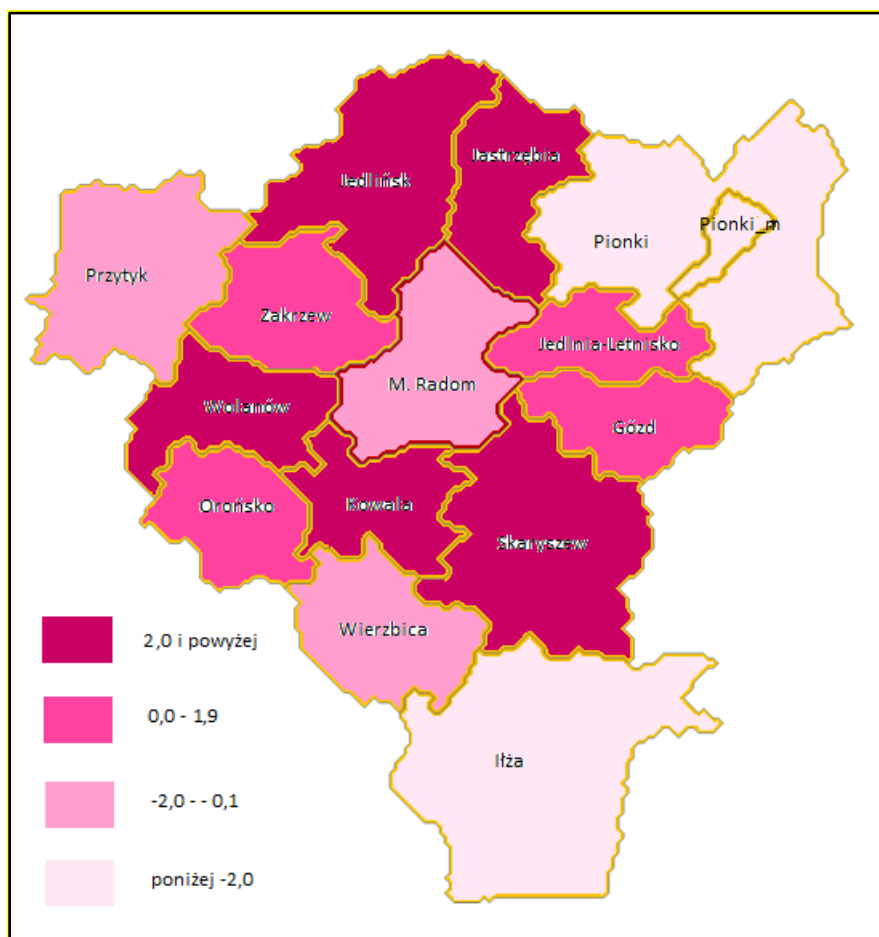 Jedlińsk
Jastrzębia
Pionki
Pionki_m
Przytyk
Zakrzew
Jedlnia-Letnisko
M. Radom
Wolanów
Gózd
Orońsko
Kowala
Skaryszew
Wierzbica
Iłża
2,0 i powyżej
0,0 - 1,9
-2,0 - - 0,1
poniżej -2,0